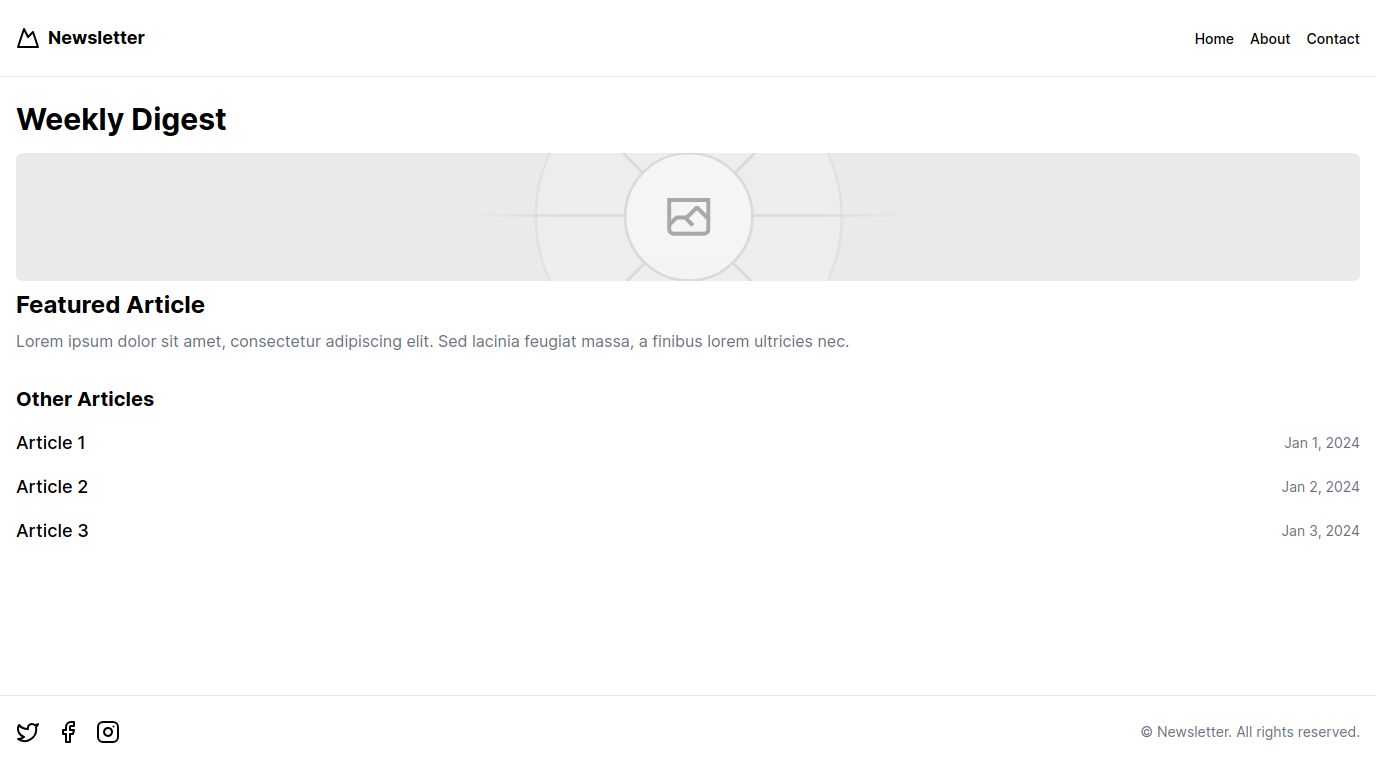 Newsletter
Home About Contact
Weekly Digest
Featured Article
Lorem ipsum dolor sit amet, consectetur adipiscing elit. Sed lacinia feugiat massa, a finibus lorem ultricies nec.
Other Articles
Article 1 Jan 1, 2024
Article 2 Jan 2, 2024
Article 3 Jan 3, 2024
© Newsletter. All rights reserved.